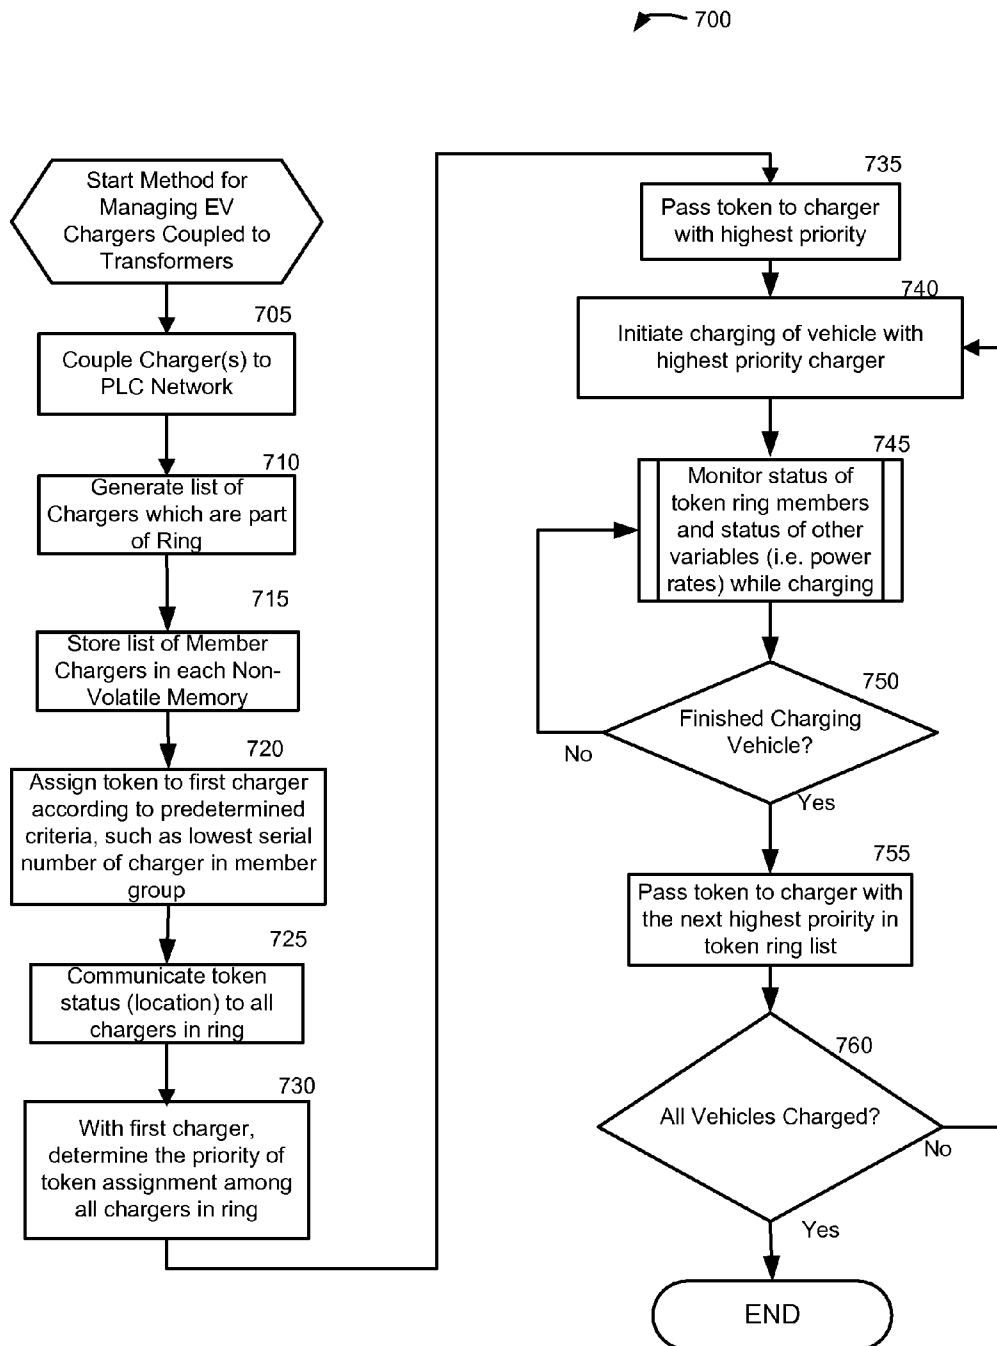 700
Start Method for
Managing EV
Chargers Coupled to
Transformers
705
Couple Charger(s) to
PLC Network
710
Generate list of
Chargers which are part
of Ring
715
Store list of Member
Chargers in each Non-
Volatile Memory
720
Assign token to first charger
according to predetermined
criteria, such as lowest serial
number of charger in member
group
725
Communicate token
status (location) to all
chargers in ring
730
With first charger,
determine the priority of
token assignment among
all chargers in ring
735
Pass token to charger
with highest priority
740
Initiate charging of vehicle with
highest priority charger
745
Monitor status of
token ring members
and status of other
variables (i.e. power
rates) while charging
750
Finished Charging
Vehicle?
No
Yes
755
Pass token to charger with
the next highest proirity in
token ring list
760
All Vehicles Charged?
No
Yes
END